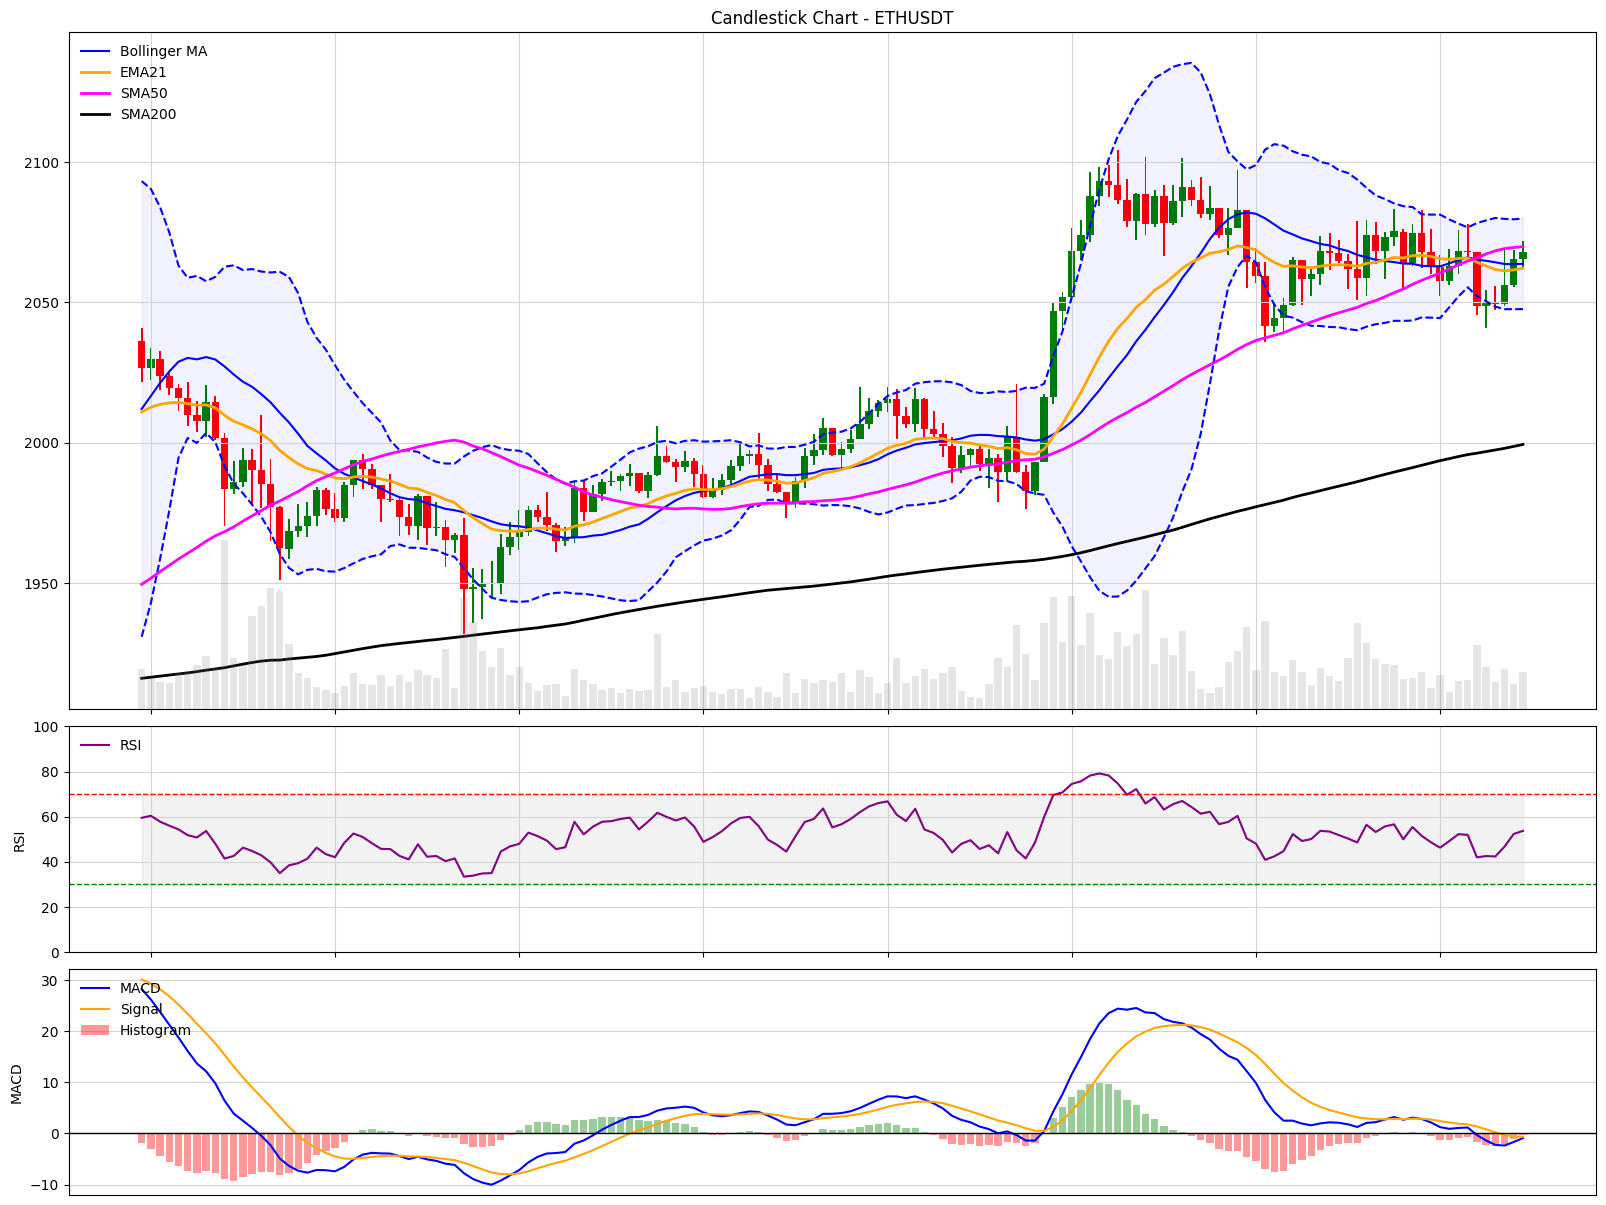 Candlestick Chart - ETHUSDT
Bollinger MA
EMA21
SMA50
SMA200
2100
2050
2000
1950
100
80
60
40
20
0
RSI
RSI
30
20
10
0
−10
MACD
MACD
Signal
Histogram